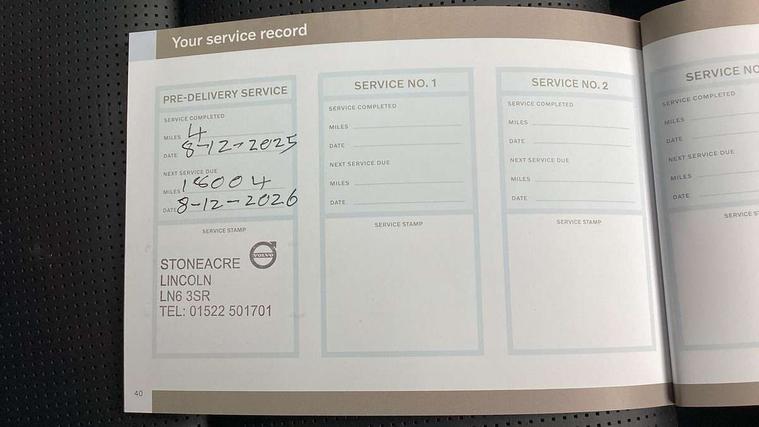 Your service record
PRE-DELIVERY SERVICE
SERVICE COMPLETED
MILES 4
DATE 8-12-2025
NEXT SERVICE DUE
MILES 18004
DATE 8-12-2026
SERVICE STAMP
VOLVO
STONEACRE
LINCOLN
LN6 3SR
TEL: 01522 501701
SERVICE NO. 1
SERVICE COMPLETED
MILES
DATE
NEXT SERVICE DUE
MILES
DATE
SERVICE STAMP
SERVICE NO. 2
SERVICE COMPLETED
MILES
DATE
NEXT SERVICE DUE
MILES
DATE
SERVICE STAMP
SERVICE NO
SERVICE COMPLETED
MILES
DATE
NEXT SERVICE DUE
MILES
DATE
SERVICE ST
40